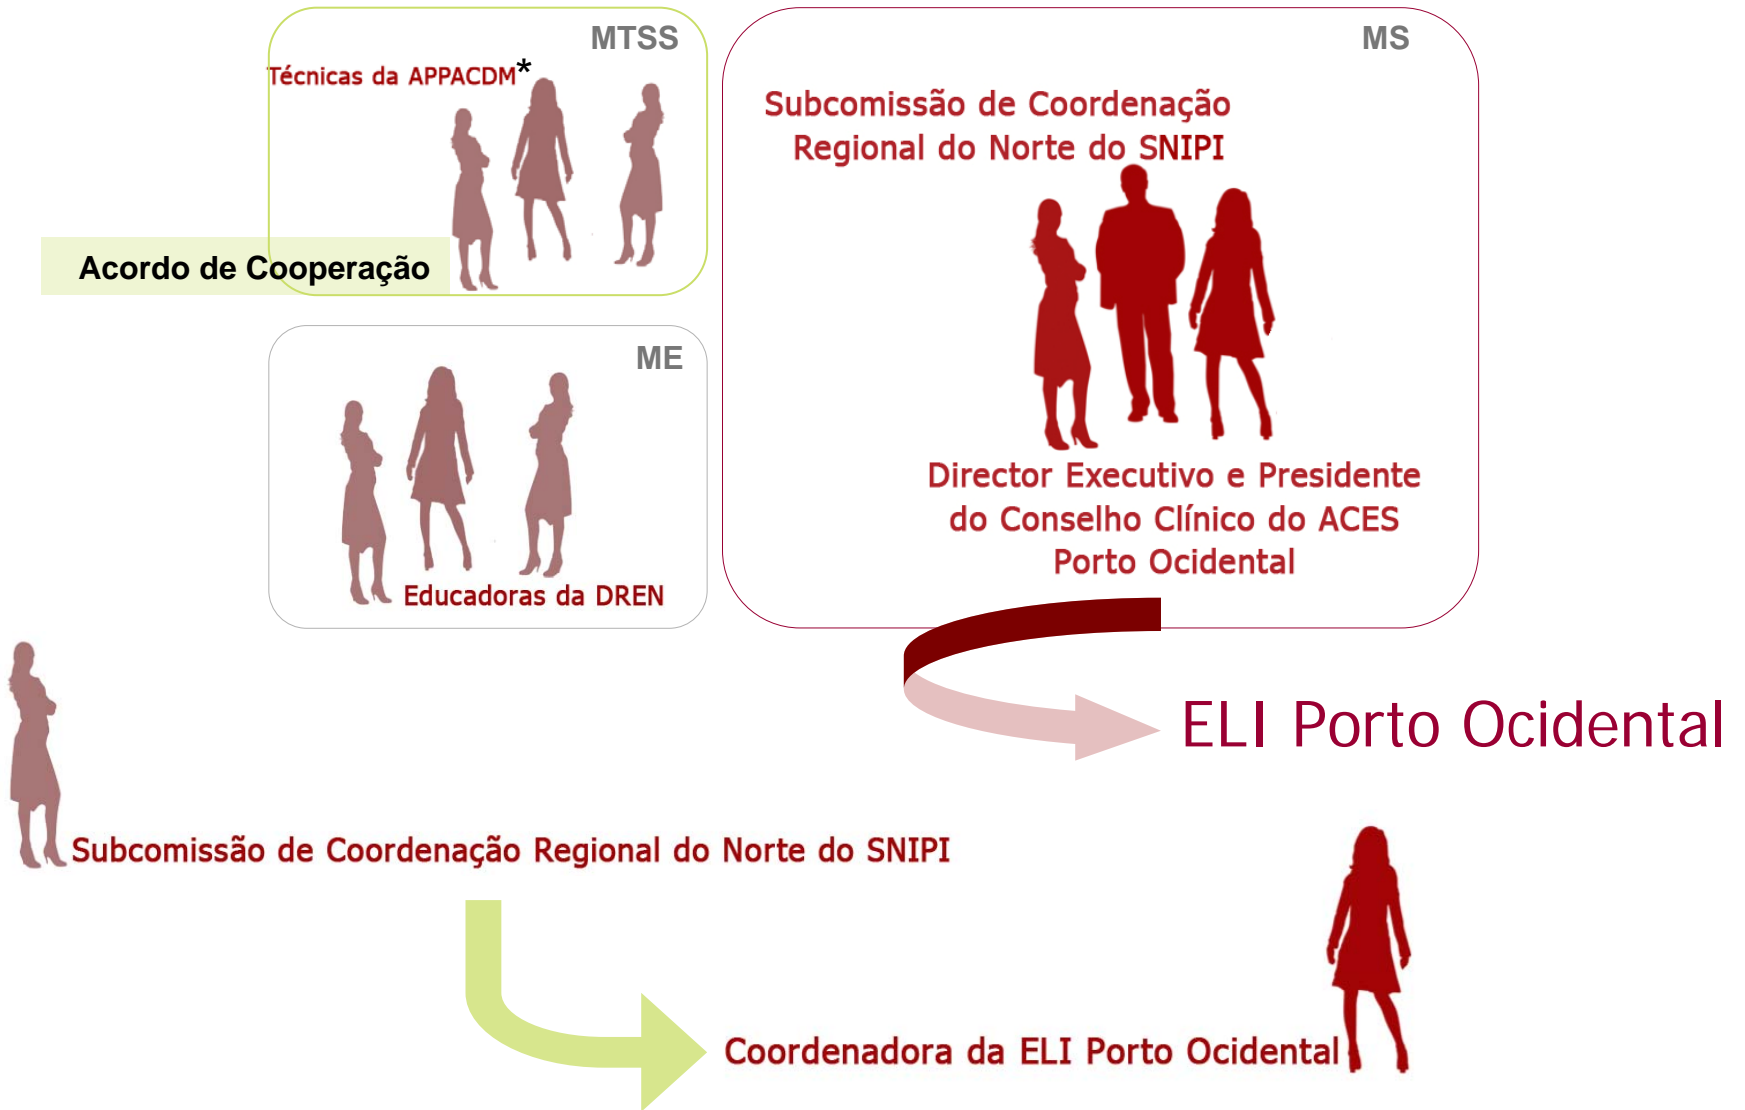 MTSS
Técnicas da APPACDM*
Acordo de Cooperação
ME
Educadoras da DREN
MS
Subcomissão de Coordenação
Regional do Norte do SNIPI
Director Executivo e Presidente
do Conselho Clínico do ACES
Porto Ocidental
ELI Porto Ocidental
Subcomissão de Coordenação Regional do Norte do SNIPI
Coordenadora da ELI Porto Ocidental